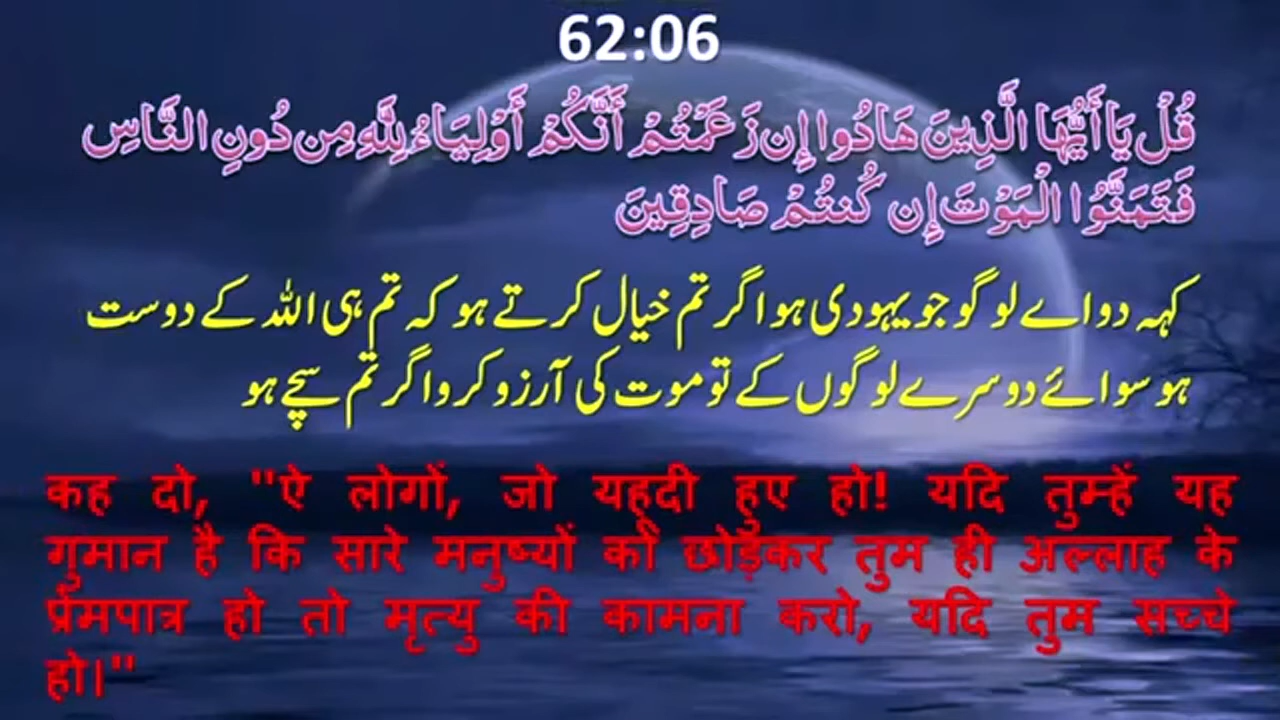 62:06
قُلْ يَا أَيُّهَا الَّذِينَ هَادُوا إِن زَعَمْتُمْ أَنَّكُمْ أَوْلِيَاءُ لِلَّهِ مِن دُونِ النَّاسِ
فَتَمَنَّوُا الْمَوْتَ إِن كُنتُمْ صَادِقِينَ
کہہ دو اے لوگو جو یہودی ہو اگر تم خیال کرتے ہو کہ تم ہی اللہ کے دوست
ہو سوائے دوسرے لوگوں کے تو موت کی آرزو کرو اگر تم سچے ہو
कह दो, "ऐ लोगों, जो यहूदी हुए हो! यदि तुम्हें यह
गुमान है कि सारे मनुष्यों को छोड़कर तुम ही अल्लाह के
प्रेमपात्र हो तो मृत्यु की कामना करो, यदि तुम सच्चे
हो।"